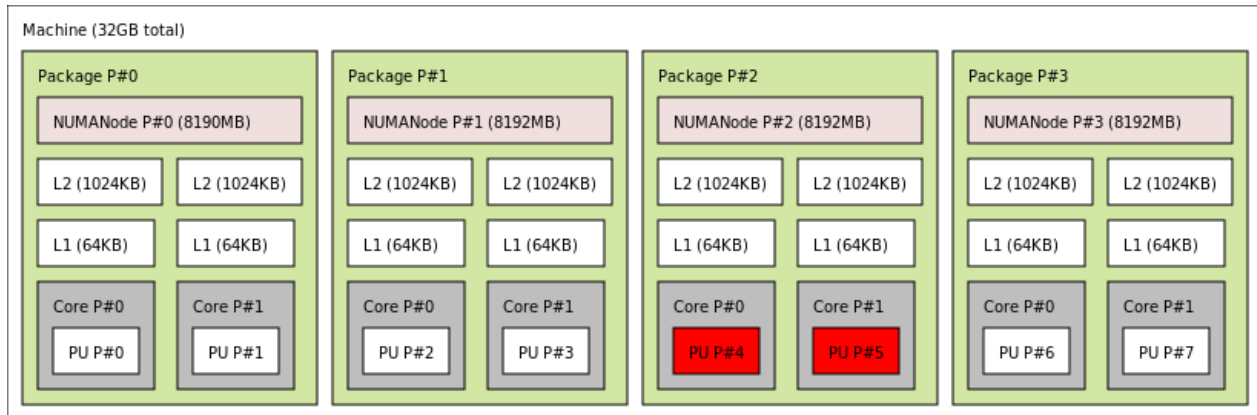 Machine (32GB total)
Package P#0
NUMANode P#0 (8190MB)
L2 (1024KB) L2 (1024KB)
L1 (64KB) L1 (64KB)
Core P#0 Core P#1
PU P#0 PU P#1
Package P#1
NUMANode P#1 (8192MB)
L2 (1024KB) L2 (1024KB)
L1 (64KB) L1 (64KB)
Core P#0 Core P#1
PU P#2 PU P#3
Package P#2
NUMANode P#2 (8192MB)
L2 (1024KB) L2 (1024KB)
L1 (64KB) L1 (64KB)
Core P#0 Core P#1
PU P#4 PU P#5
Package P#3
NUMANode P#3 (8192MB)
L2 (1024KB) L2 (1024KB)
L1 (64KB) L1 (64KB)
Core P#0 Core P#1
PU P#6 PU P#7